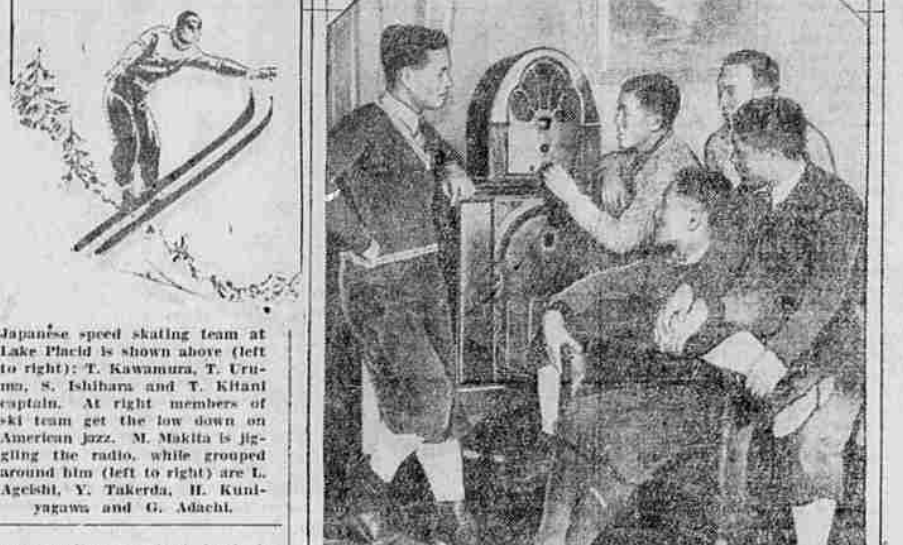 Japanese speed skating team at
Lake Placid is shown above (left
to right): T. Kawamura, T. Uru-
ma, S. Ishihara and T. Kitani
captain. At right members of
ski team get the low down on
American jazz. M. Makita is jig-
gling the radio, while grouped
around him (left to right) are L.
Ageishi, Y. Takerda, H. Kuni-
yagawa and G. Adachi.